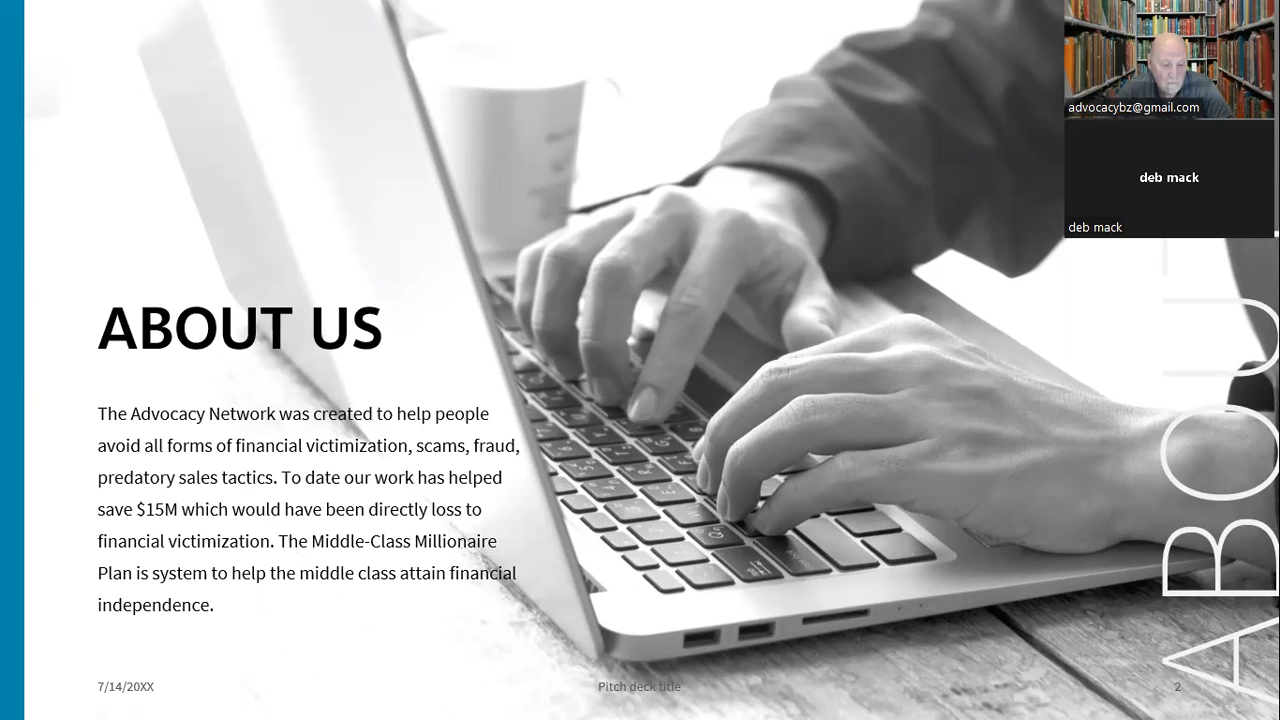 advocacybz@gmail.com
deb mack
deb mack
ABOUT US
The Advocacy Network was created to help people
avoid all forms of financial victimization, scams, fraud,
predatory sales tactics. To date our work has helped
save $15M which would have been directly loss to
financial victimization. The Middle-Class Millionaire
Plan is system to help the middle class attain financial
independence.
ABOUT
7/14/20XX
Pitch deck title
2